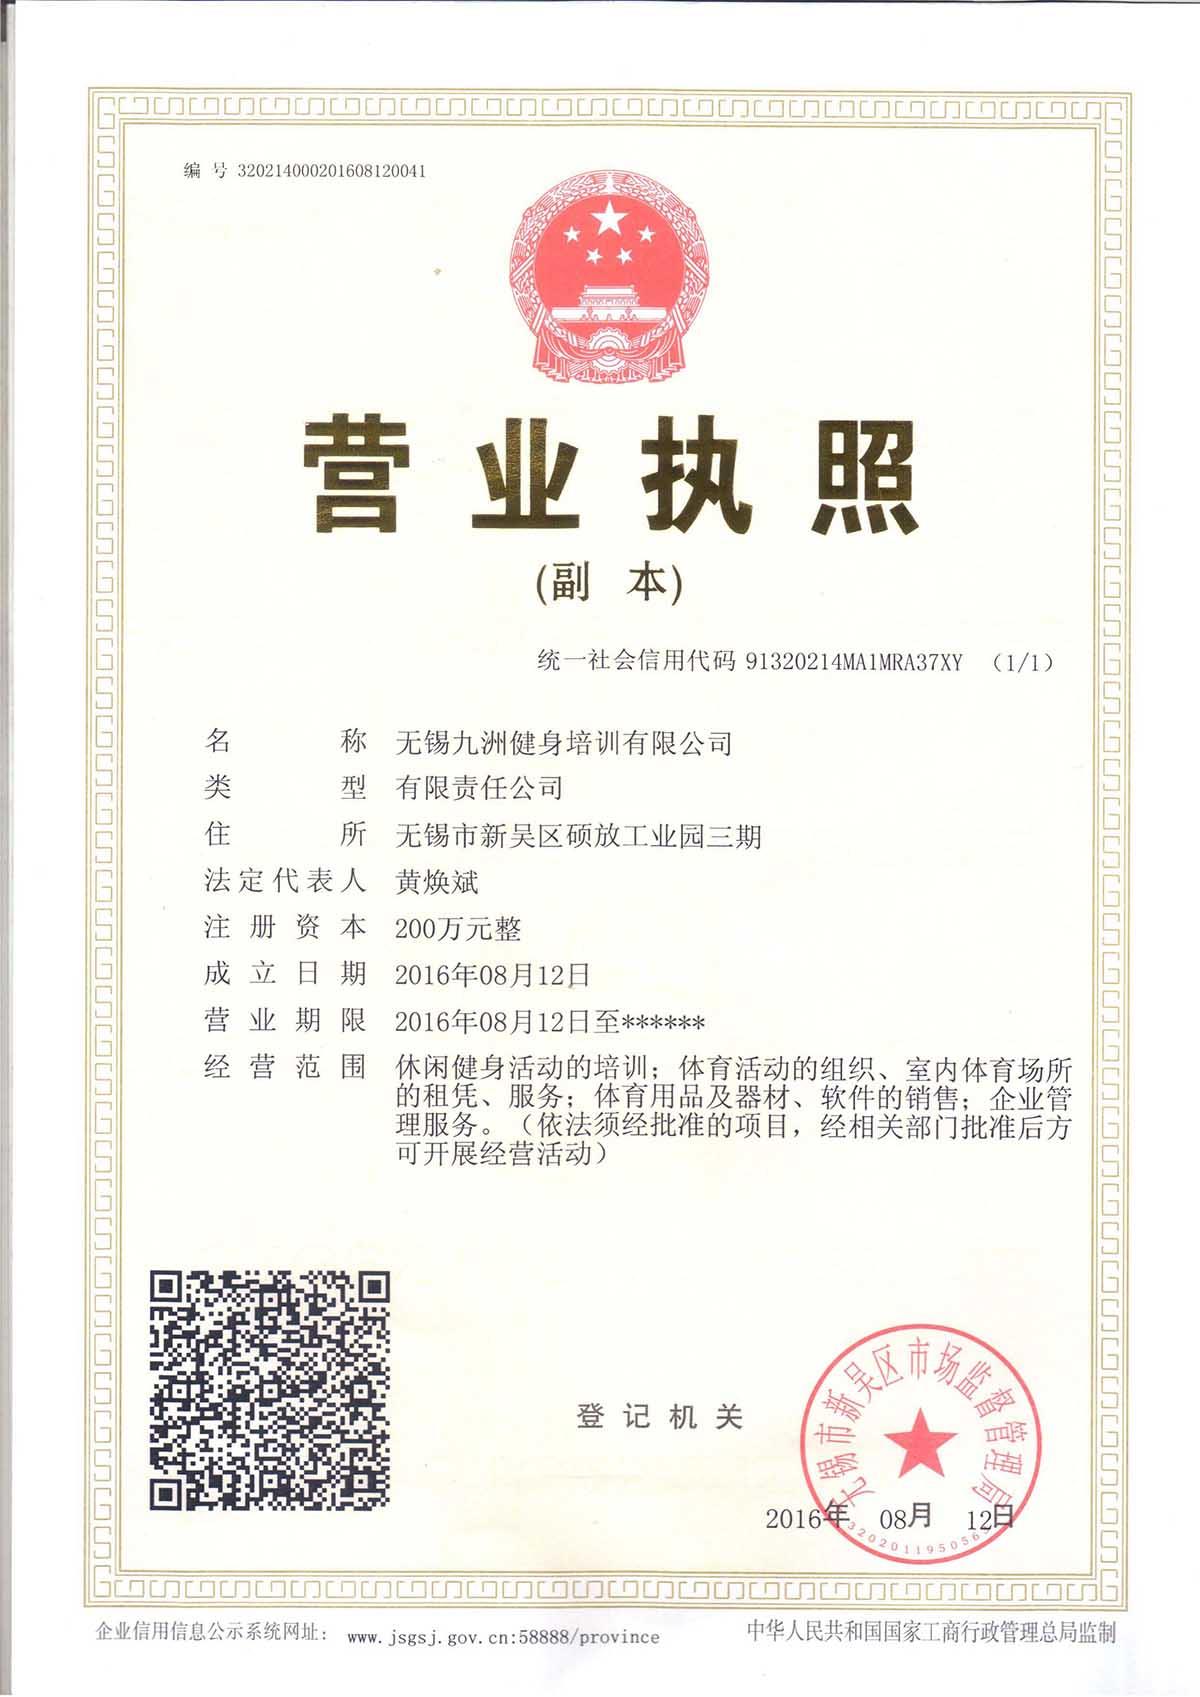 编 号 320214000201608120041
营业执照
(副 本)
统一社会信用代码 91320214MA1MRA37XY （1/1）
名 称 无锡九洲健身培训有限公司
类 型 有限责任公司
住 所 无锡市新吴区硕放工业园三期
法定代表人 黄焕斌
注册资本 200万元整
成立日期 2016年08月12日
营业期限 2016年08月12日至******
经营范围 休闲健身活动的培训；体育活动的组织、室内体育场所
的租赁、服务；体育用品及器材、软件的销售；企业管
理服务。（依法须经批准的项目，经相关部门批准后方
可开展经营活动）
登记机关
无锡市新吴区市场监督管理局
2016年 08月 12日
企业信用信息公示系统网址： www.jsgsj.gov.cn:58888/province
中华人民共和国国家工商行政管理总局监制